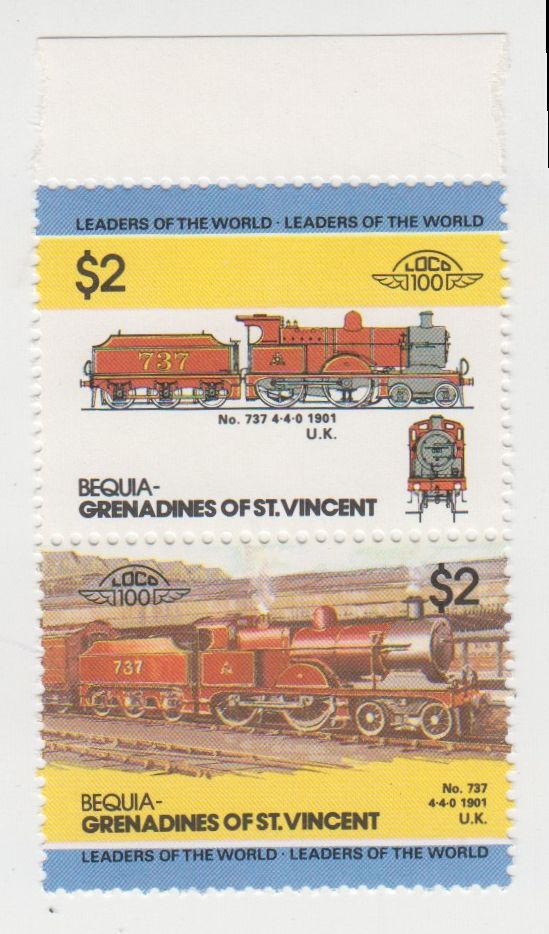 LEADERS OF THE WORLD · LEADERS OF THE WORLD
$2
LOCO
100
737
No. 737 4·4·0 1901
U.K.
BEQUIA-
GRENADINES OF ST. VINCENT
LOCO
100
$2
737
No. 737
4·4·0 1901
U.K.
BEQUIA-
GRENADINES OF ST. VINCENT
LEADERS OF THE WORLD · LEADERS OF THE WORLD